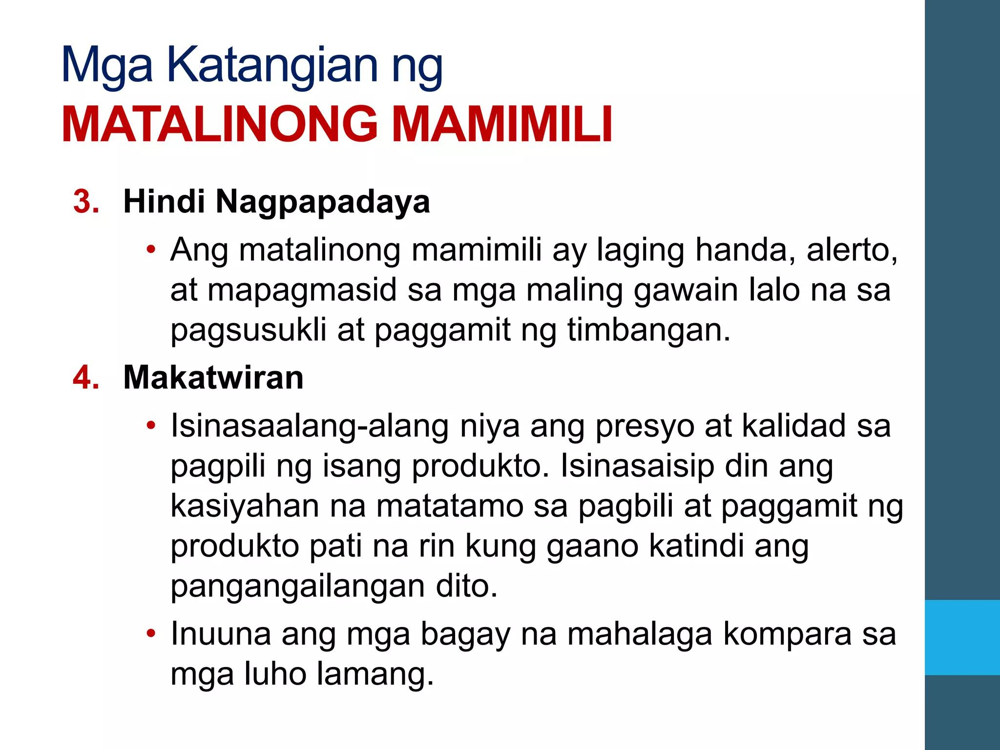 Mga Katangian ng
MATALINONG MAMIMILI
3. Hindi Nagpapadaya
• Ang matalinong mamimili ay laging handa, alerto,
at mapagmasid sa mga maling gawain lalo na sa
pagsusukli at paggamit ng timbangan.
4. Makatwiran
• Isinasaalang-alang niya ang presyo at kalidad sa
pagpili ng isang produkto. Isinasaisip din ang
kasiyahan na matatamo sa pagbili at paggamit ng
produkto pati na rin kung gaano katindi ang
pangangailangan dito.
• Inuuna ang mga bagay na mahalaga kompara sa
mga luho lamang.